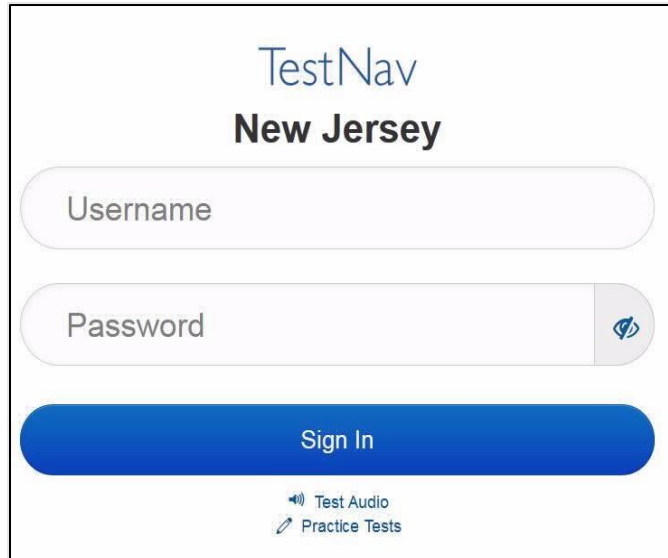 TestNav
New Jersey
Username
Password
Sign In
Test Audio
Practice Tests